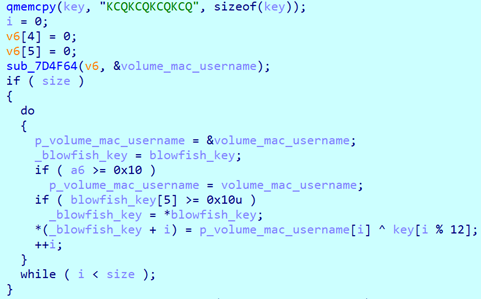 qmemcpy(key, "KCQKCQKCQKCQ", sizeof(key));
i = 0;
v6[4] = 0;
v6[5] = 0;
sub_7D4F64(v6, &volume_mac_username);
if ( size )
{
do
{
p_volume_mac_username = &volume_mac_username;
_blowfish_key = blowfish_key;
if ( a6 >= 0x10 )
p_volume_mac_username = volume_mac_username;
if ( blowfish_key[5] >= 0x10u )
_blowfish_key = *blowfish_key;
*(_blowfish_key + i) = p_volume_mac_username[i] ^ key[i % 12];
++i;
}
while ( i < size );
}